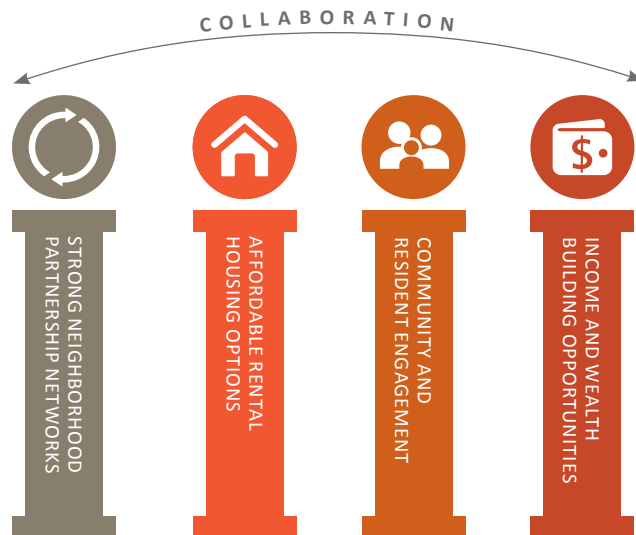 COLLABORATION
STRONG NEIGHBORHOOD
PARTNERSHIP NETWORKS
AFFORDABLE RENTAL
HOUSING OPTIONS
COMMUNITY AND
RESIDENT ENGAGEMENT
$
INCOME AND WEALTH
BUILDING OPPORTUNITIES